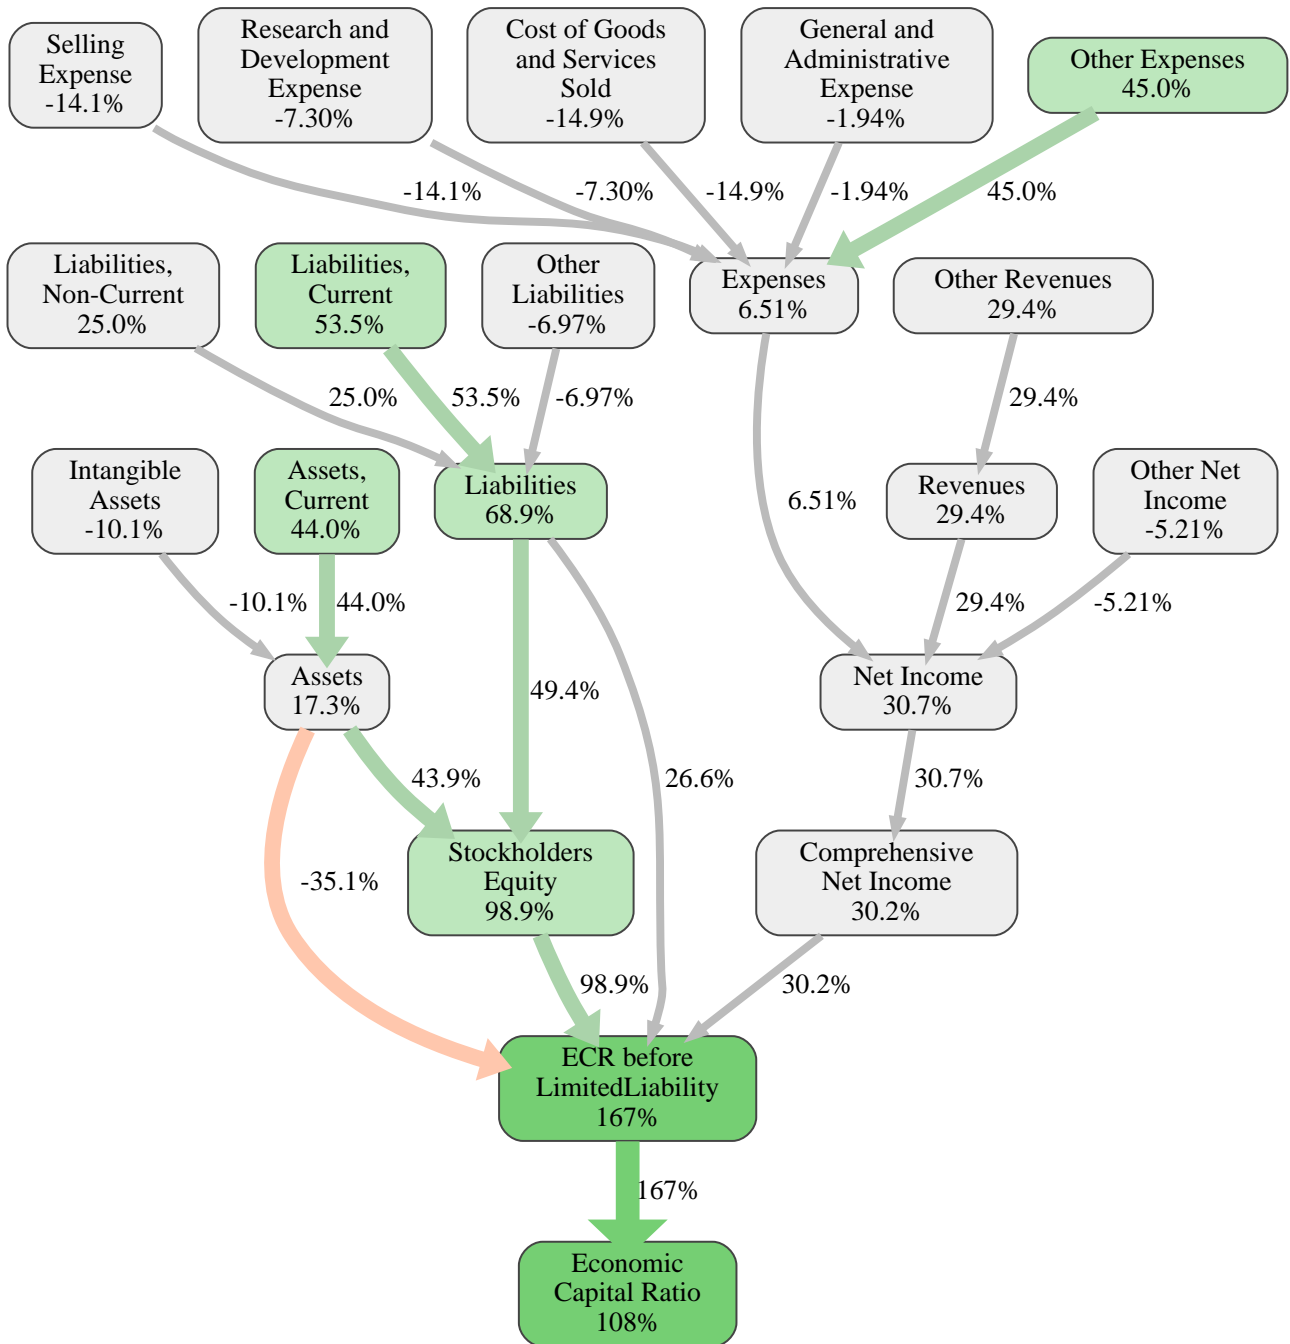 Selling
Expense
-14.1%
Research and
Development
Expense
-7.30%
Cost of Goods
and Services
Sold
-14.9%
General and
Administrative
Expense
-1.94%
Other Expenses
45.0%
-14.1%
-7.30%
-14.9%
-1.94%
45.0%
Liabilities,
Non-Current
25.0%
Liabilities,
Current
53.5%
Other
Liabilities
-6.97%
Expenses
6.51%
Other Revenues
29.4%
25.0%
53.5%
-6.97%
29.4%
Intangible
Assets
-10.1%
Assets,
Current
44.0%
Liabilities
68.9%
6.51%
Revenues
29.4%
Other Net
Income
-5.21%
-10.1%
44.0%
29.4%
-5.21%
Assets
17.3%
49.4%
Net Income
30.7%
43.9%
26.6%
30.7%
-35.1%
Stockholders
Equity
98.9%
Comprehensive
Net Income
30.2%
98.9%
30.2%
ECR before
LimitedLiability
167%
167%
Economic
Capital Ratio
108%